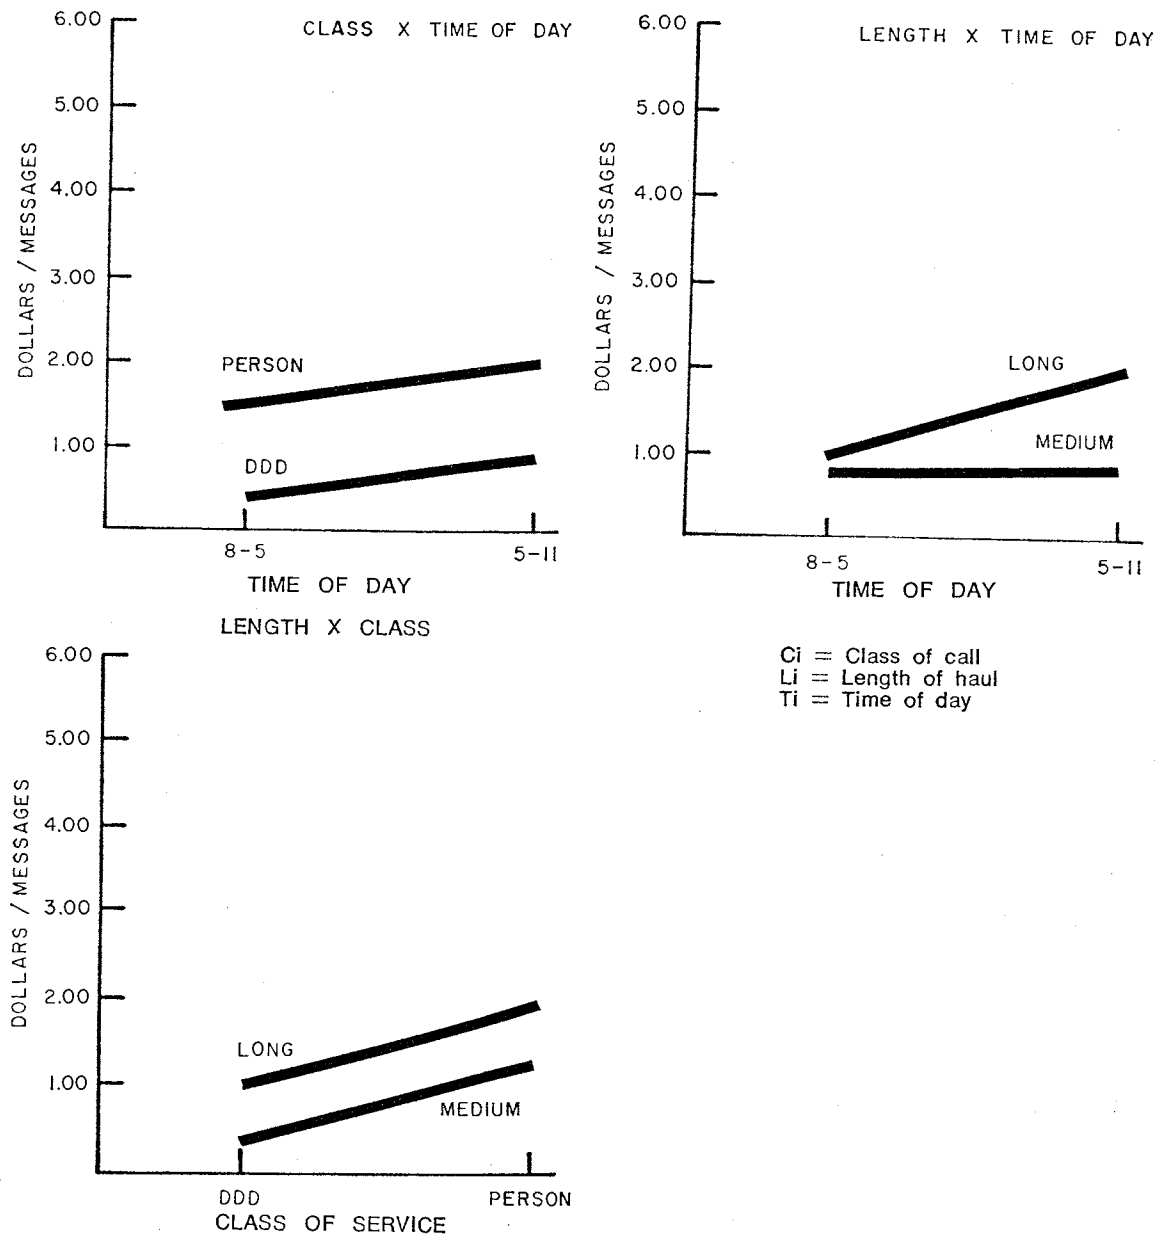 CLASS X TIME OF DAY
6.00
5.00
4.00
3.00
2.00
1.00
DOLLARS / MESSAGES
PERSON
DDD
8-5
5-11
TIME OF DAY
LENGTH X TIME OF DAY
6.00
5.00
4.00
3.00
2.00
1.00
DOLLARS / MESSAGES
LONG
MEDIUM
8-5
5-11
TIME OF DAY
LENGTH X CLASS
6.00
5.00
4.00
3.00
2.00
1.00
DOLLARS / MESSAGES
LONG
MEDIUM
DDD
PERSON
CLASS OF SERVICE
Ci = Class of call
Li = Length of haul
Ti = Time of day